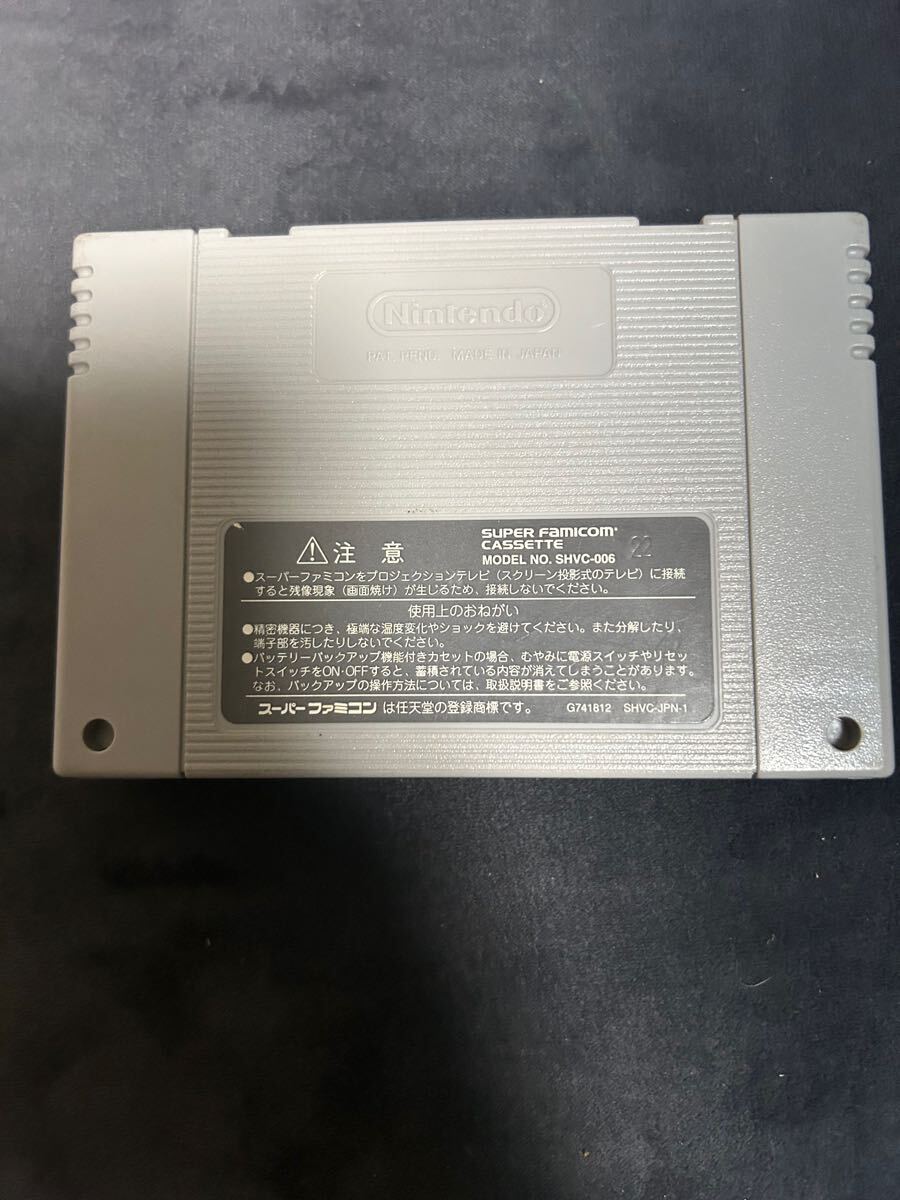 Nintendo®
PAT. PEND. MADE IN JAPAN
⚠注意
SUPER FAMICOM®
CASSETTE
MODEL NO. SHVC-006
22
●スーパーファミコンをプロジェクションテレビ（スクリーン投影式のテレビ）に接続
すると残像現象（画面焼け）が生じるため、接続しないでください。
使用上のおねがい
●精密機器につき、極端な温度変化やショックを避けてください。また分解したり、
端子部を汚したりしないでください。
●バッテリーバックアップ機能付きカセットの場合、むやみに電源スイッチやリセッ
トスイッチをON・OFFすると、蓄積されている内容が消えてしまうことがあります。
なお、バックアップの操作方法については、取扱説明書をご参照ください。
スーパーファミコンは任天堂の登録商標です。
G741812 SHVC-JPN-1